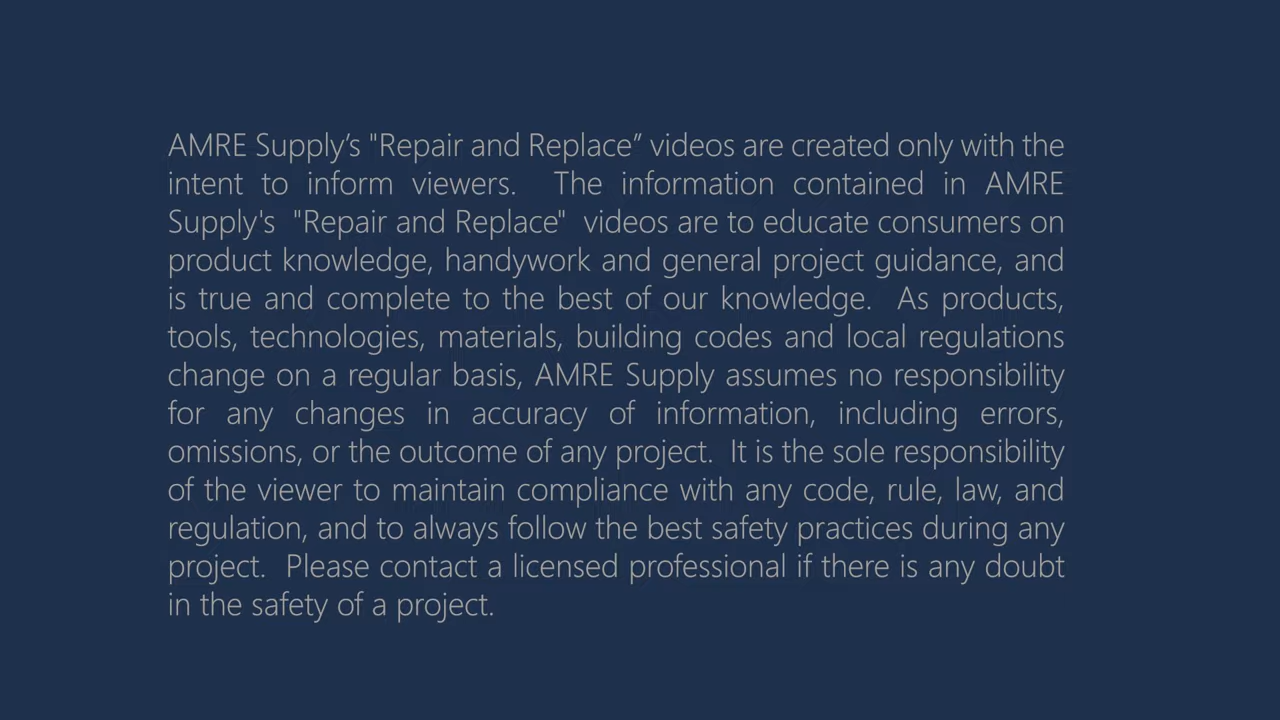 AMRE Supply’s "Repair and Replace” videos are created only with the
intent to inform viewers.  The information contained in AMRE
Supply's  "Repair and Replace"  videos are to educate consumers on
product knowledge, handywork and general project guidance, and
is true and complete to the best of our knowledge.  As products,
tools, technologies, materials, building codes and local regulations
change on a regular basis, AMRE Supply assumes no responsibility
for any changes in accuracy of information, including errors,
omissions, or the outcome of any project.  It is the sole responsibility
of the viewer to maintain compliance with any code, rule, law, and
regulation, and to always follow the best safety practices during any
project.  Please contact a licensed professional if there is any doubt
in the safety of a project.